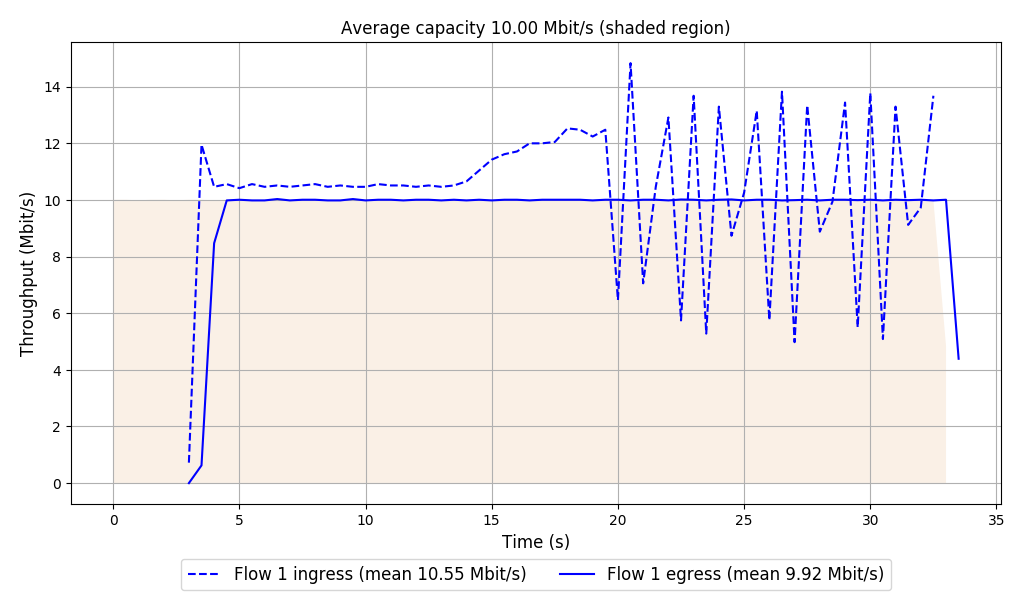 Average capacity 10.00 Mbit/s (shaded region)
Throughput (Mbit/s)
14
12
10
8
6
4
2
0
0 5 10 15 20 25 30 35
Time (s)
Flow 1 ingress (mean 10.55 Mbit/s) Flow 1 egress (mean 9.92 Mbit/s)